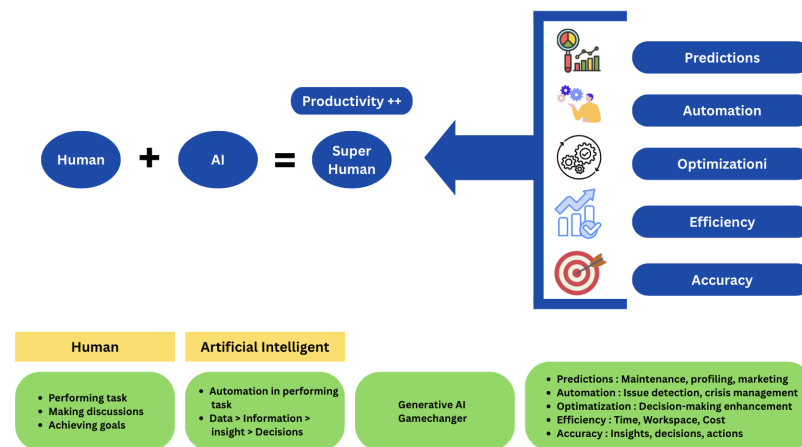 Productivity ++
Human
+
AI
=
Super
Human
Predictions
Automation
Optimizationi
Efficiency
Accuracy
Human
• Performing task
• Making discussions
• Achieving goals
Artificial Intelligent
• Automation in performing
task
• Data > Information >
insight > Decisions
Generative AI
Gamechanger
• Predictions : Maintenance, profiling, marketing
• Automation : Issue detection, crisis management
• Optimatization : Decision-making enhancement
• Efficiency : Time, Workspace, Cost
• Accuracy : Insights, decisions, actions